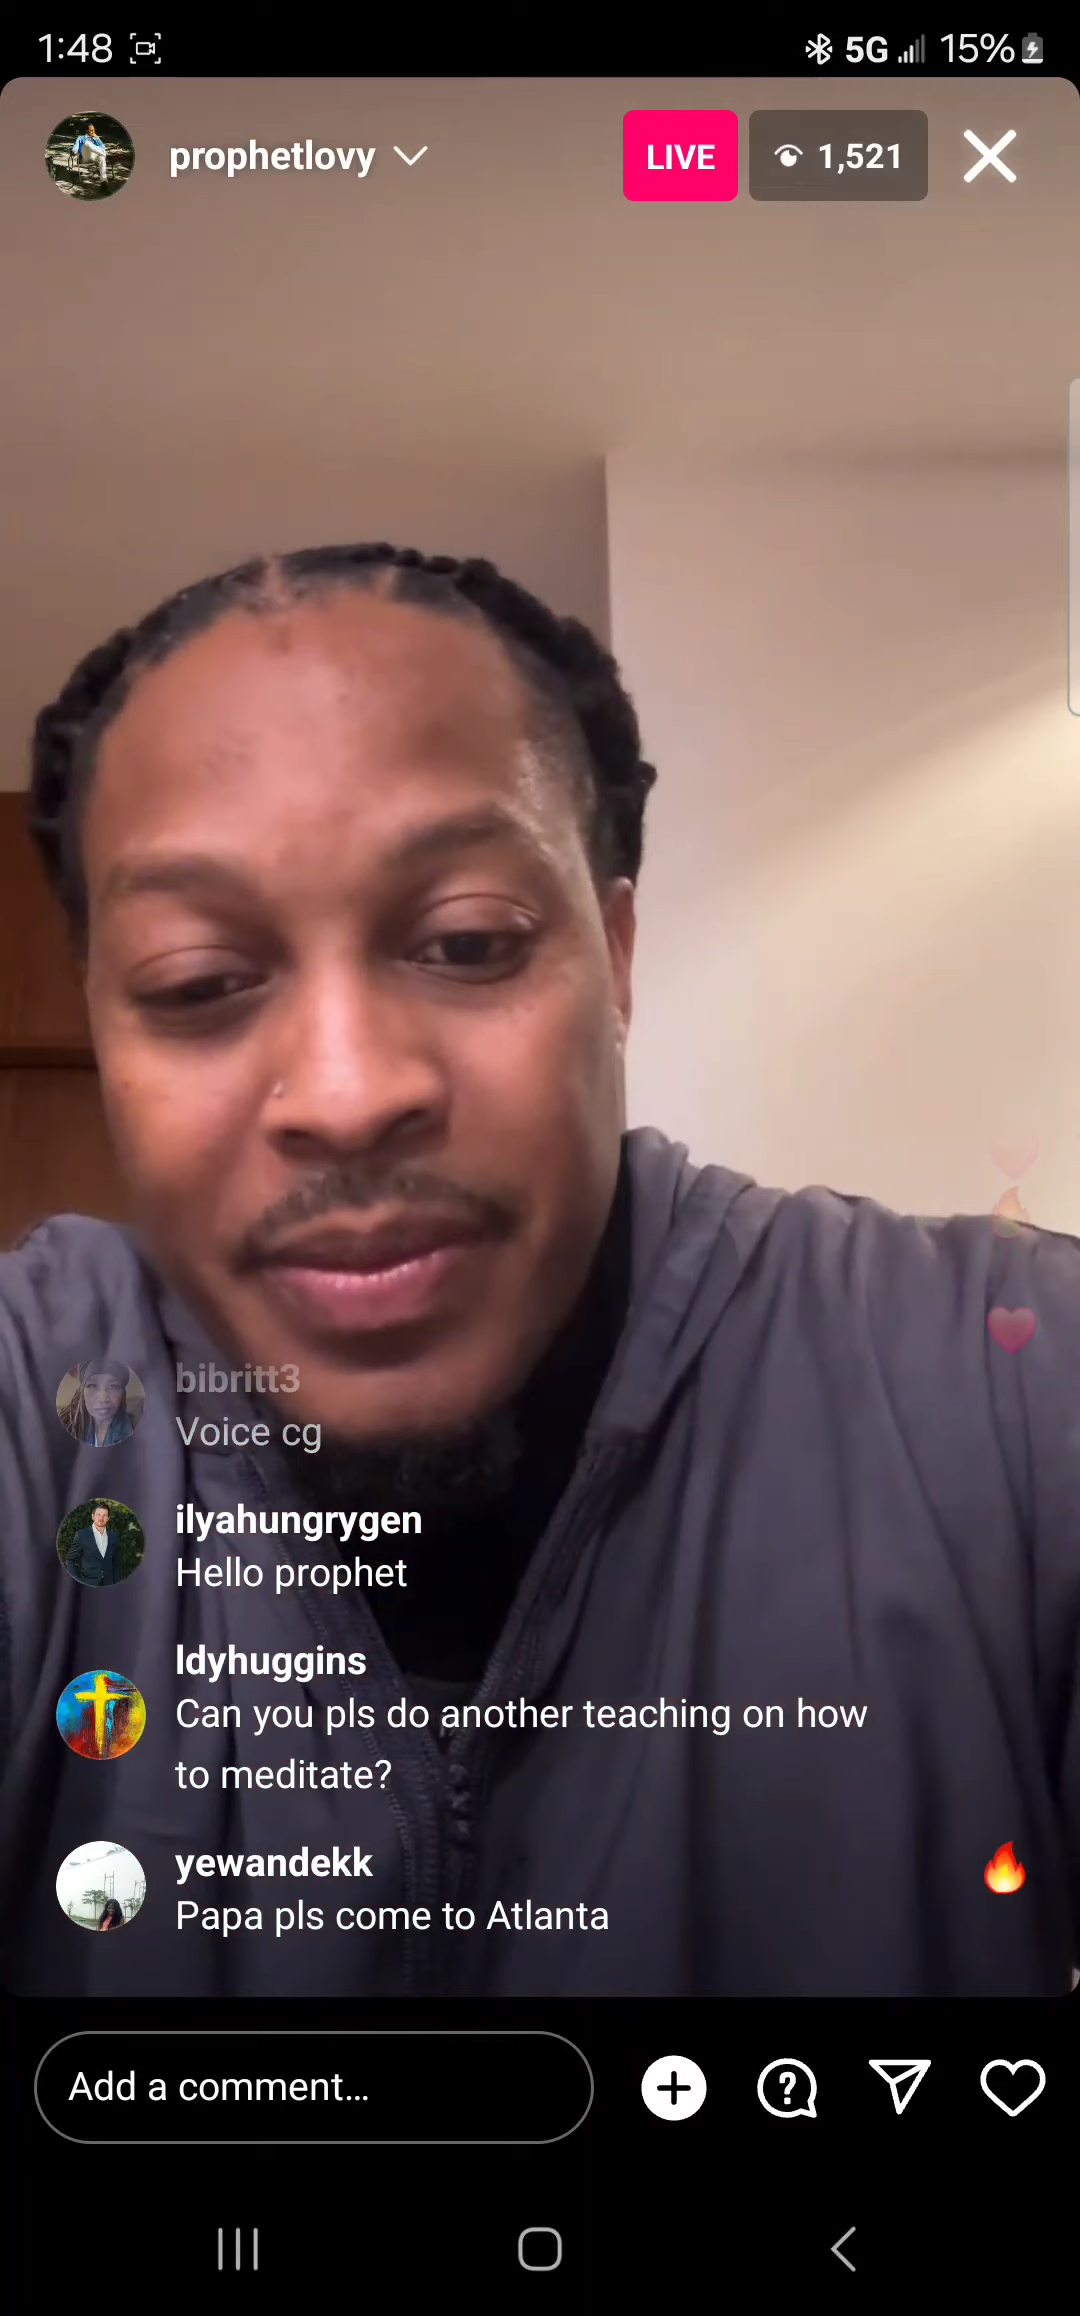 1:48
5G 15%
prophetlovy
LIVE
1,521
bibritt3
Voice cg
ilyahungrygen
Hello prophet
ldyhuggins
Can you pls do another teaching on how
to meditate?
yewandekk
Papa pls come to Atlanta
Add a comment...